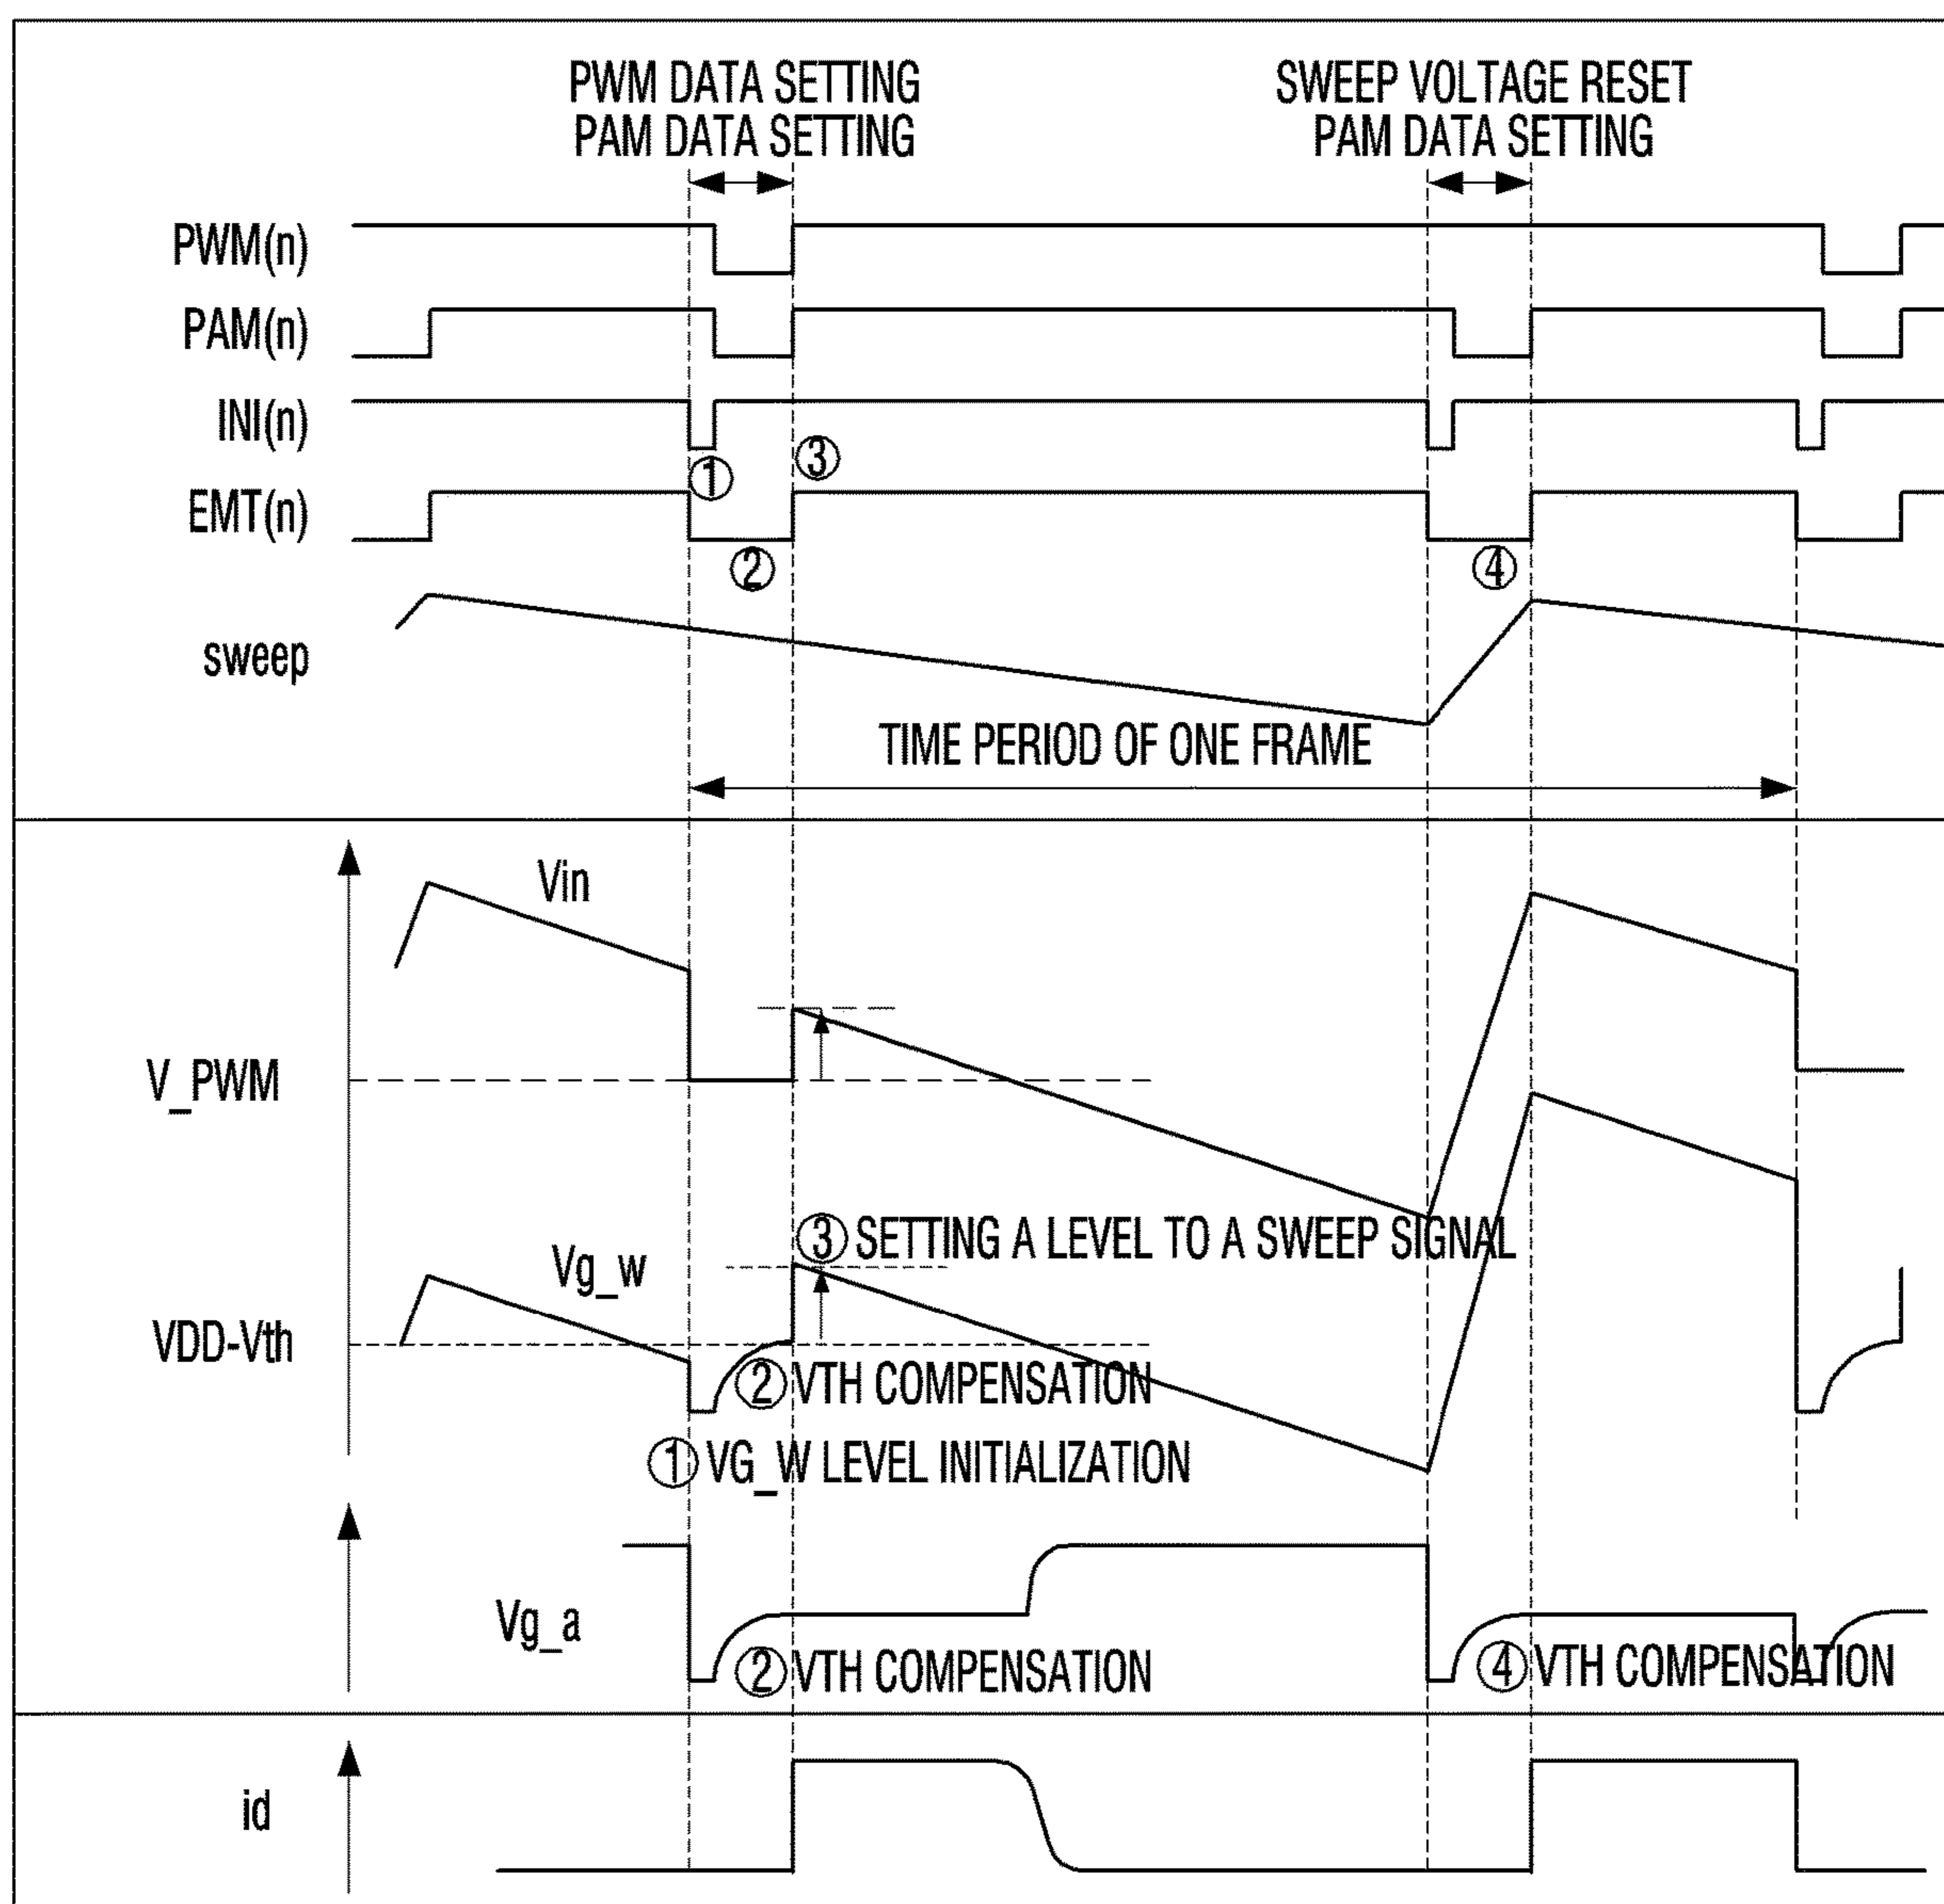 PWM DATA SETTING
PAM DATA SETTING
SWEEP VOLTAGE RESET
PAM DATA SETTING
PWM(n)
PAM(n)
INI(n)
①
③
EMT(n)
②
④
sweep
TIME PERIOD OF ONE FRAME
Vin
V_PWM
③ SETTING A LEVEL TO A SWEEP SIGNAL
Vg_w
VDD-Vth
② VTH COMPENSATION
① VG_W LEVEL INITIALIZATION
Vg_a
② VTH COMPENSATION
④ VTH COMPENSATION
id